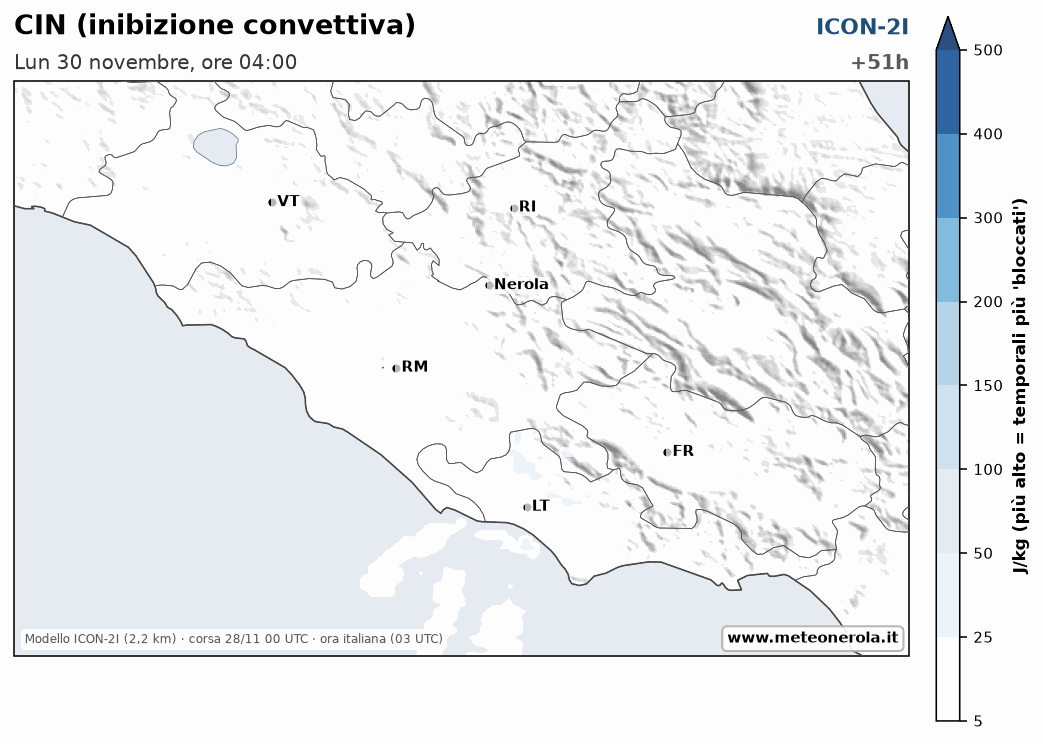 CIN (inibizione convettiva)
ICON-2I
Lun 30 novembre, ore 04:00
+51h
VT
RI
Nerola
RM
FR
LT
Modello ICON-2I (2,2 km) · corsa 28/11 00 UTC · ora italiana (03 UTC)
www.meteonerola.it
500
400
300
200
150
100
50
25
5
J/kg (più alto = temporali più 'bloccati')